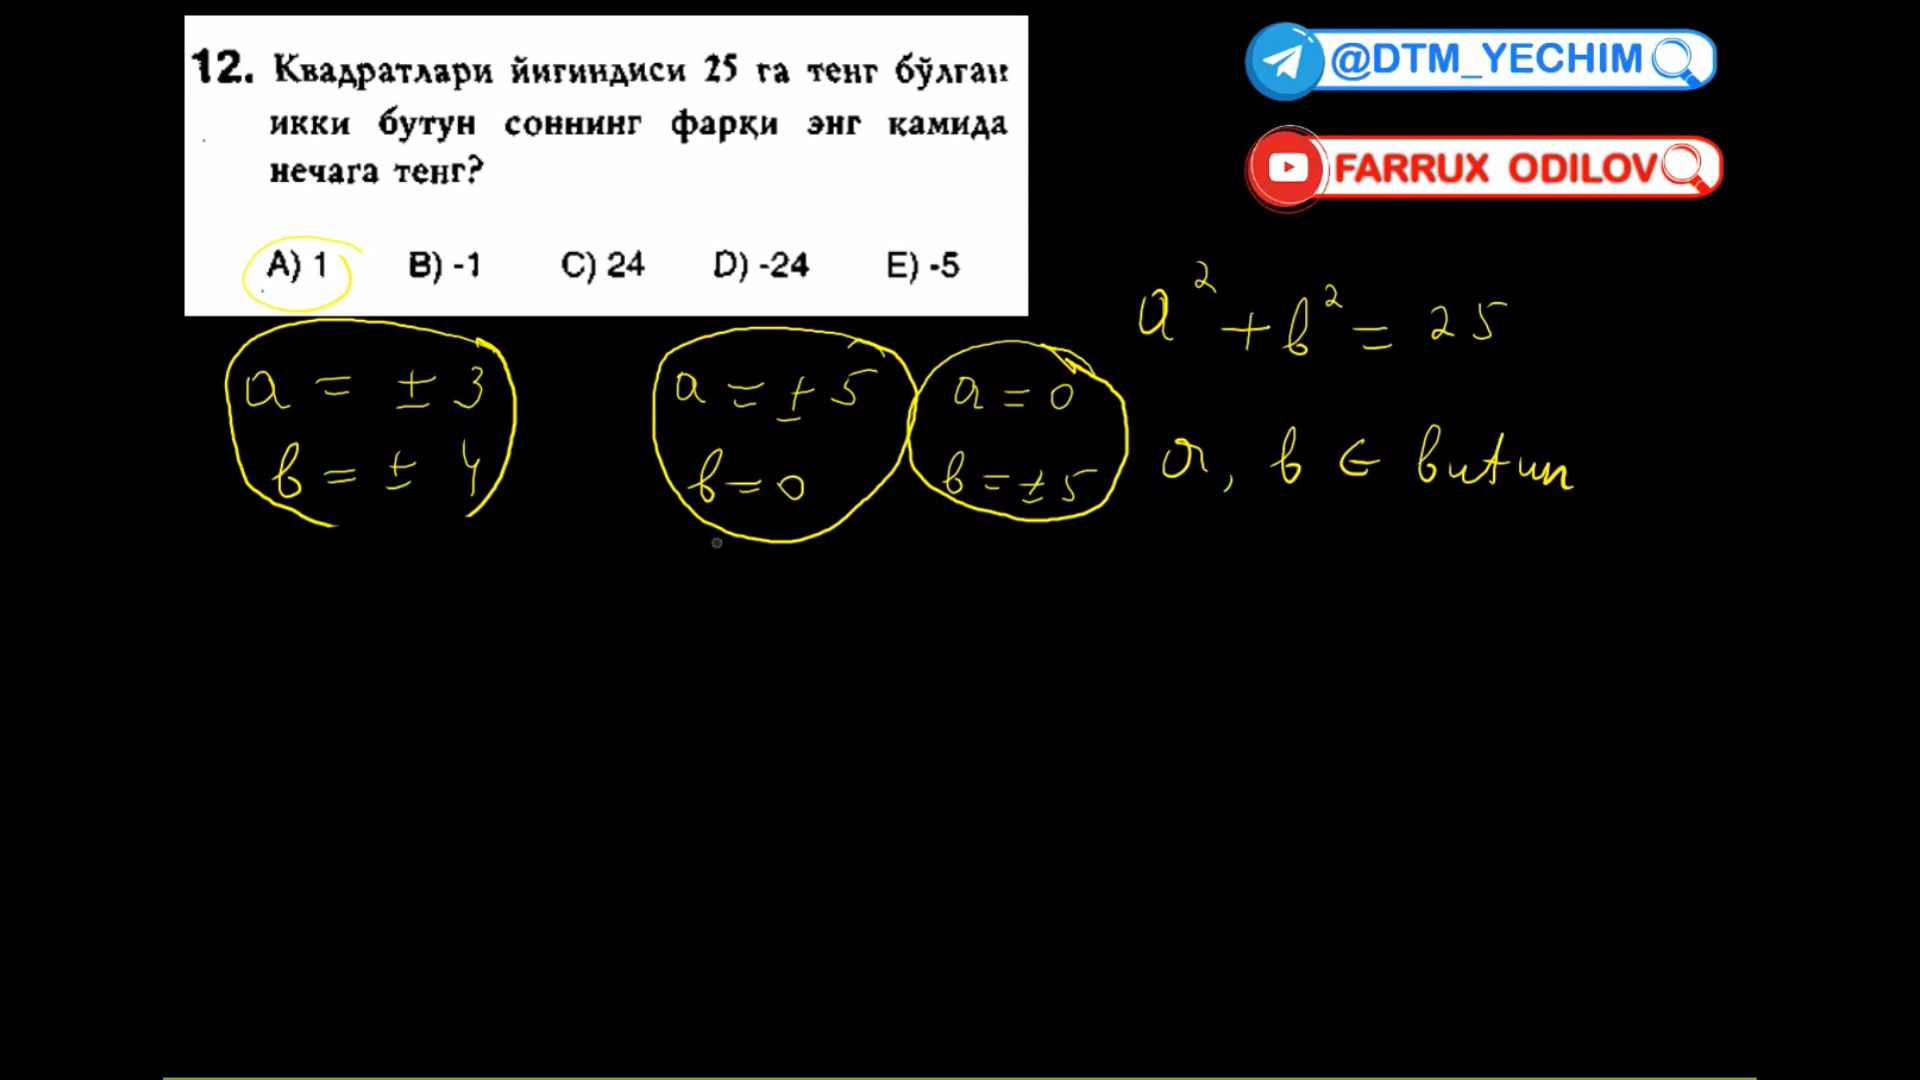 12. Квадратлари йигиндиси 25 га тенг бўлган
икки бутун соннинг фарқи энг камида
нечага тенг?
A) 1 B) -1 C) 24 D) -24 E) -5
@DTM_YECHIM
FARRUX ODILOV
a² + b² = 25
a, b ∈ butun
a = ± 3
b = ± 4
a = ± 5
b = 0
a = 0
b = ± 5